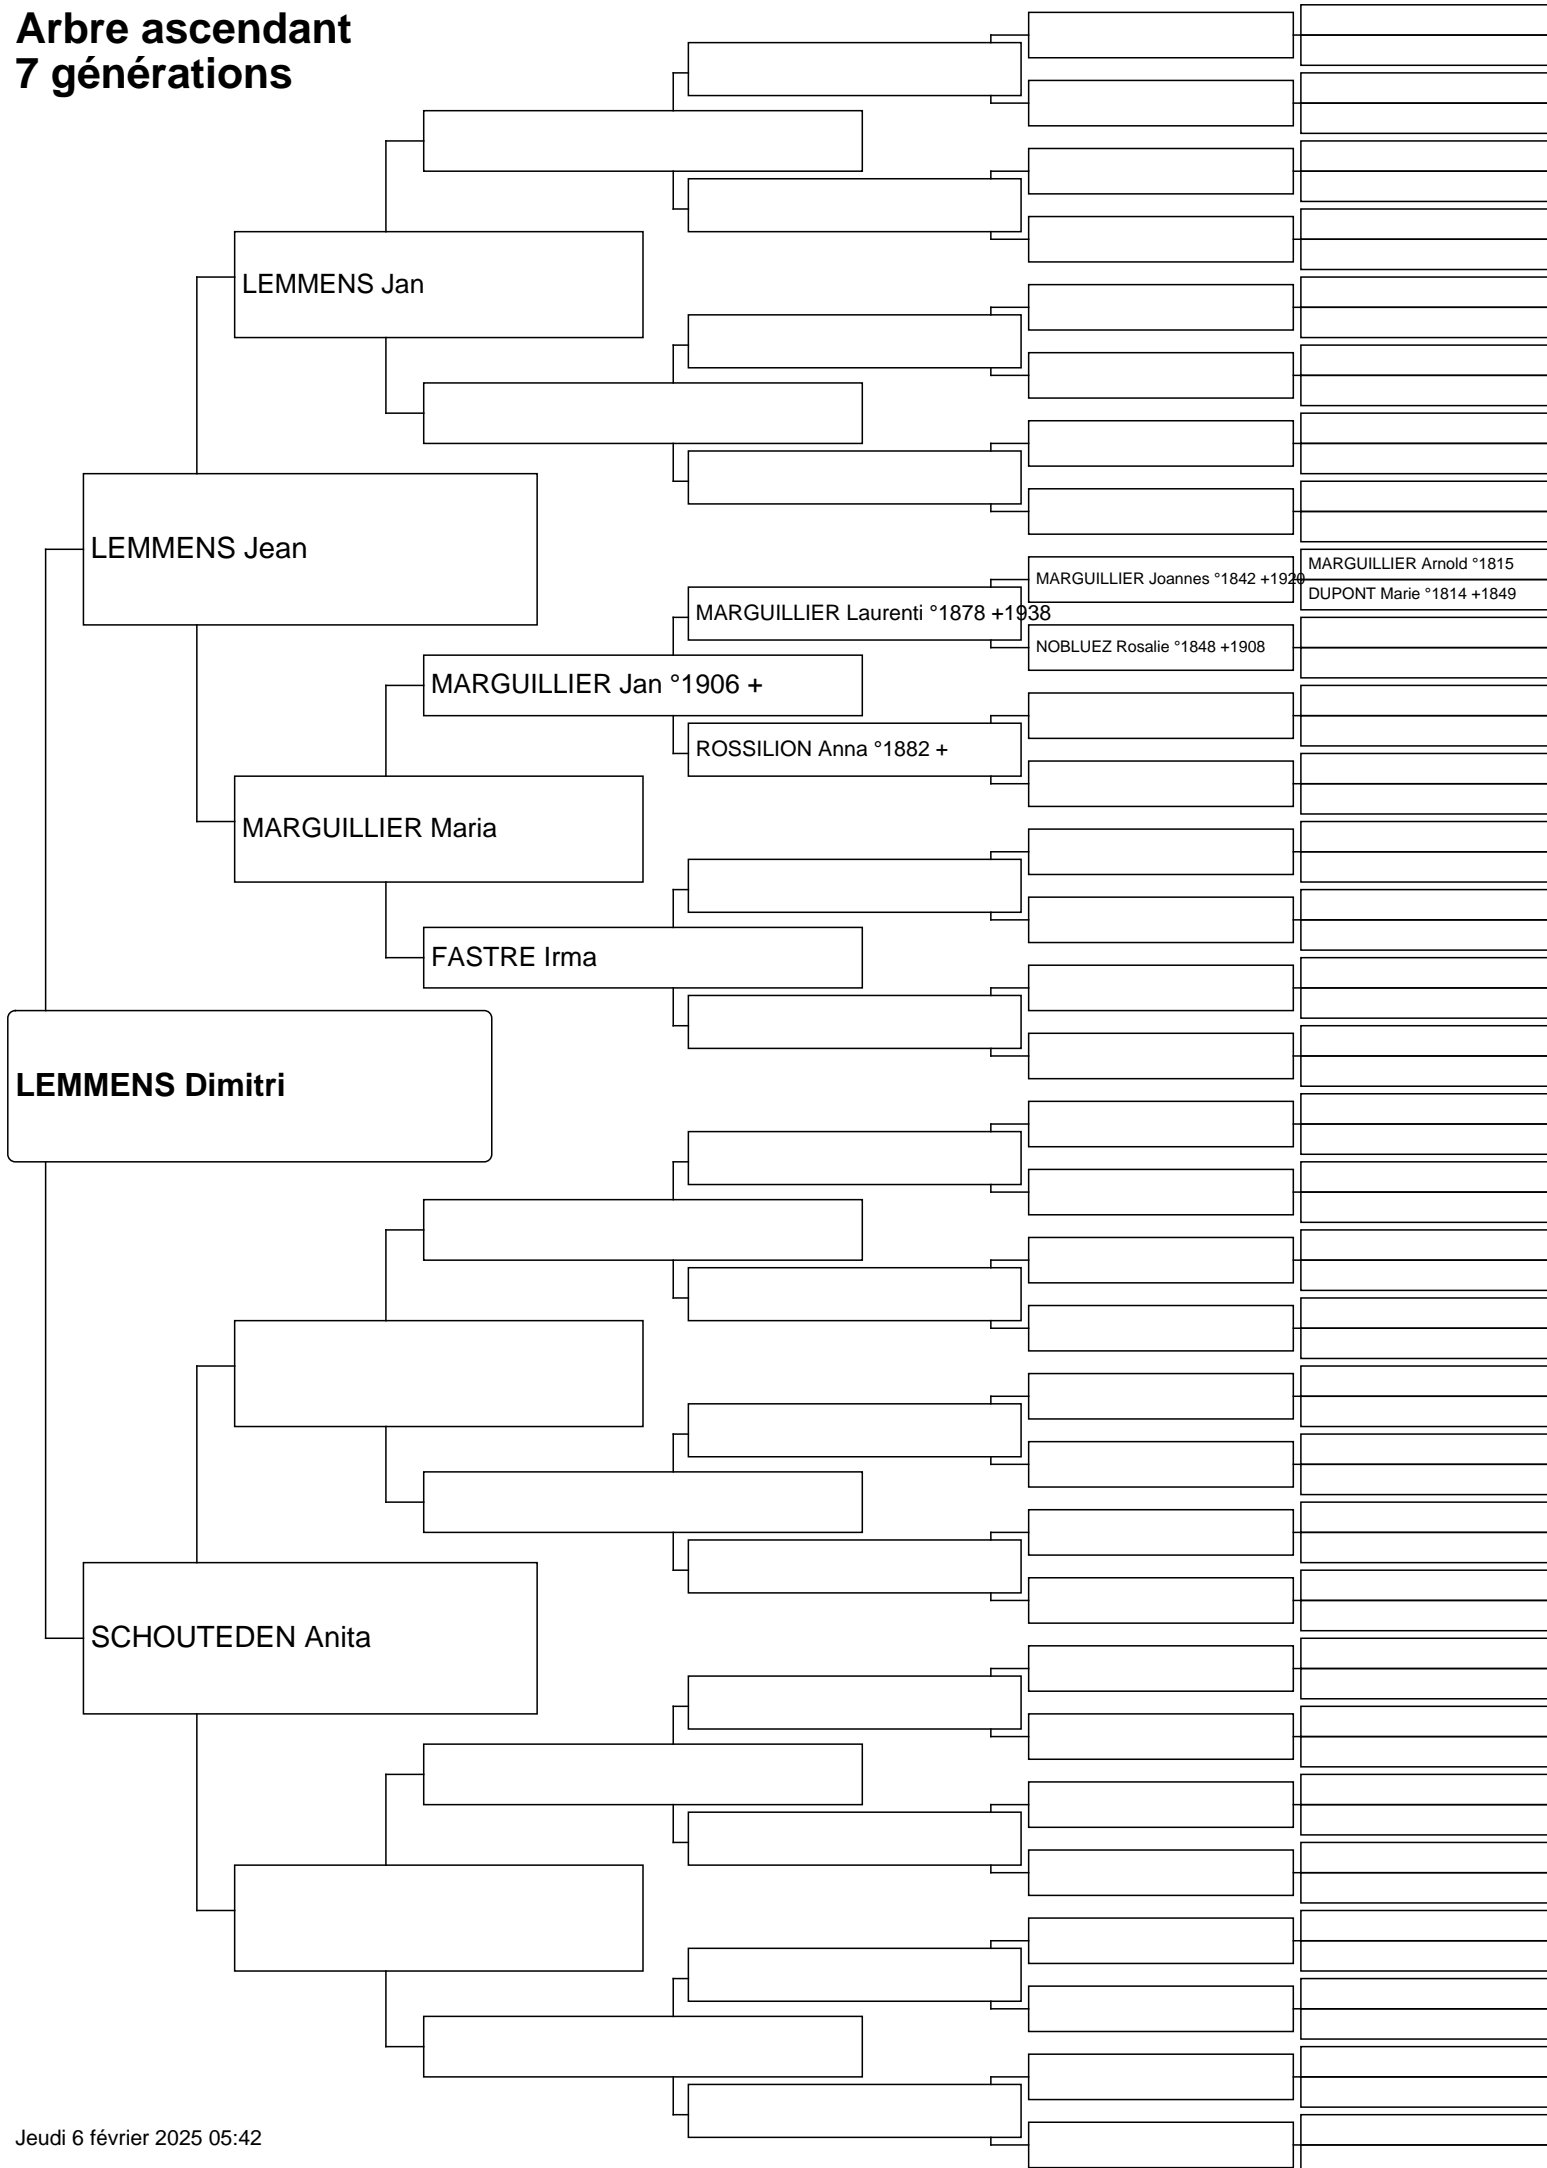 Arbre ascendant
7 générations
LEMMENS Jan
LEMMENS Jean
MARGUILLIER Arnold °1815
MARGUILLIER Joannes °1842 +1920
DUPONT Marie °1814 +1849
MARGUILLIER Laurenti °1878 +1938
NOBLUEZ Rosalie °1848 +1908
MARGUILLIER Jan °1906 +
ROSSILION Anna °1882 +
MARGUILLIER Maria
FASTRE Irma
LEMMENS Dimitri
SCHOUTEDEN Anita
Jeudi 6 février 2025 05:42